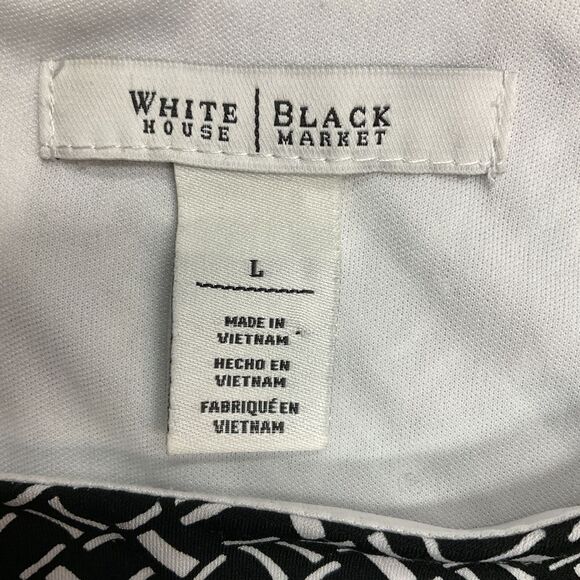 WHITE HOUSE | BLACK MARKET
L
MADE IN
VIETNAM
HECHO EN
VIETNAM
FABRIQUÉ EN
VIETNAM